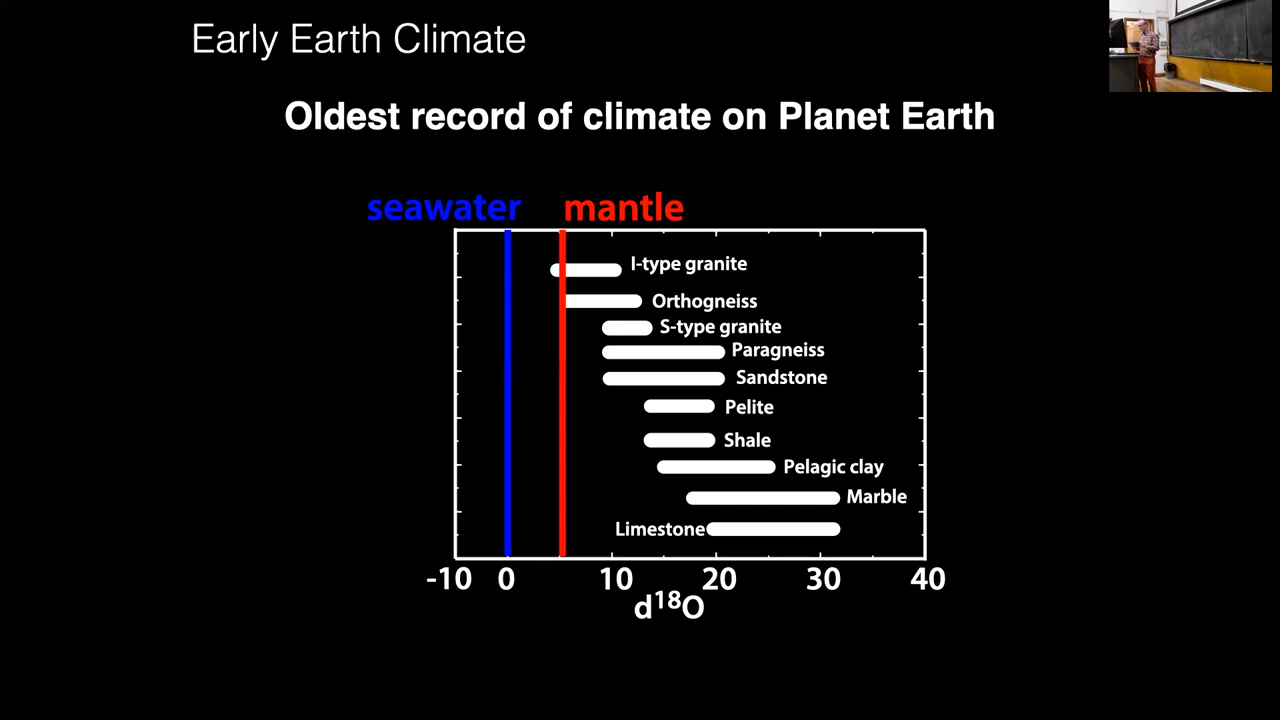 Early Earth Climate
Oldest record of climate on Planet Earth
seawater mantle
I-type granite
Orthogneiss
S-type granite
Paragneiss
Sandstone
Pelite
Shale
Pelagic clay
Marble
Limestone
-10 0 10 20 30 40
d¹⁸O